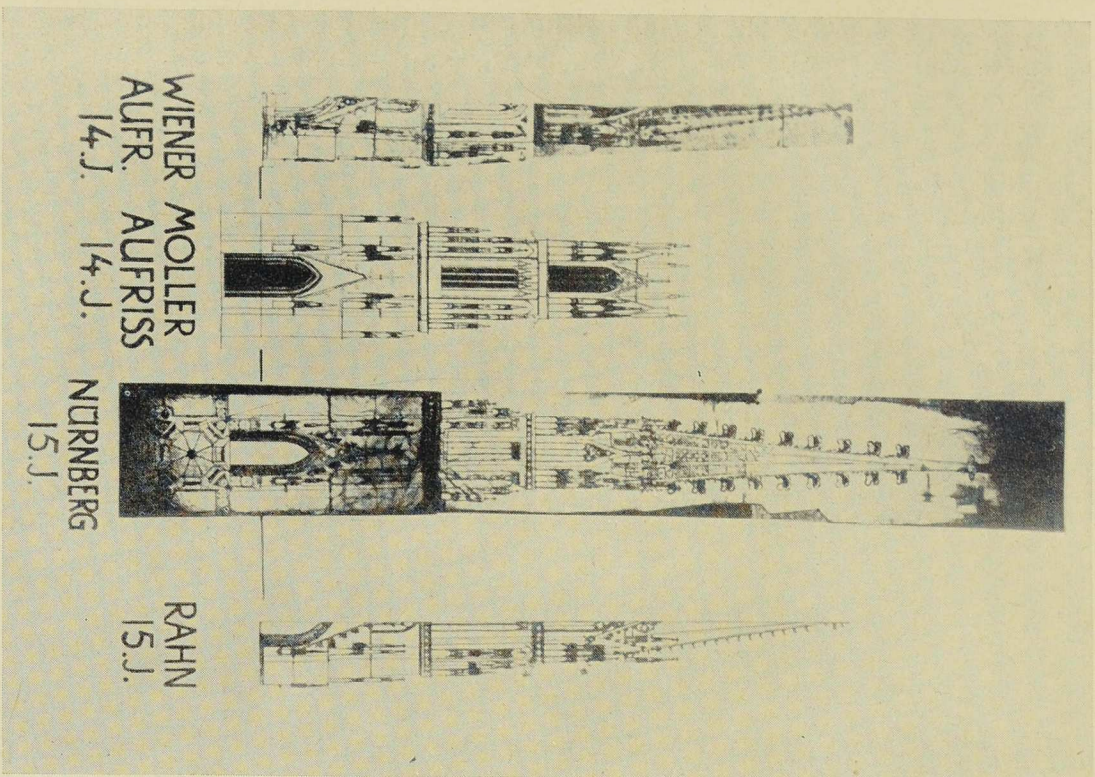 WIENER
AUFR.
14.J.
MOLLER
AUFRISS
14.J.
NÜRNBERG
15.J.
RAHN
15.J.